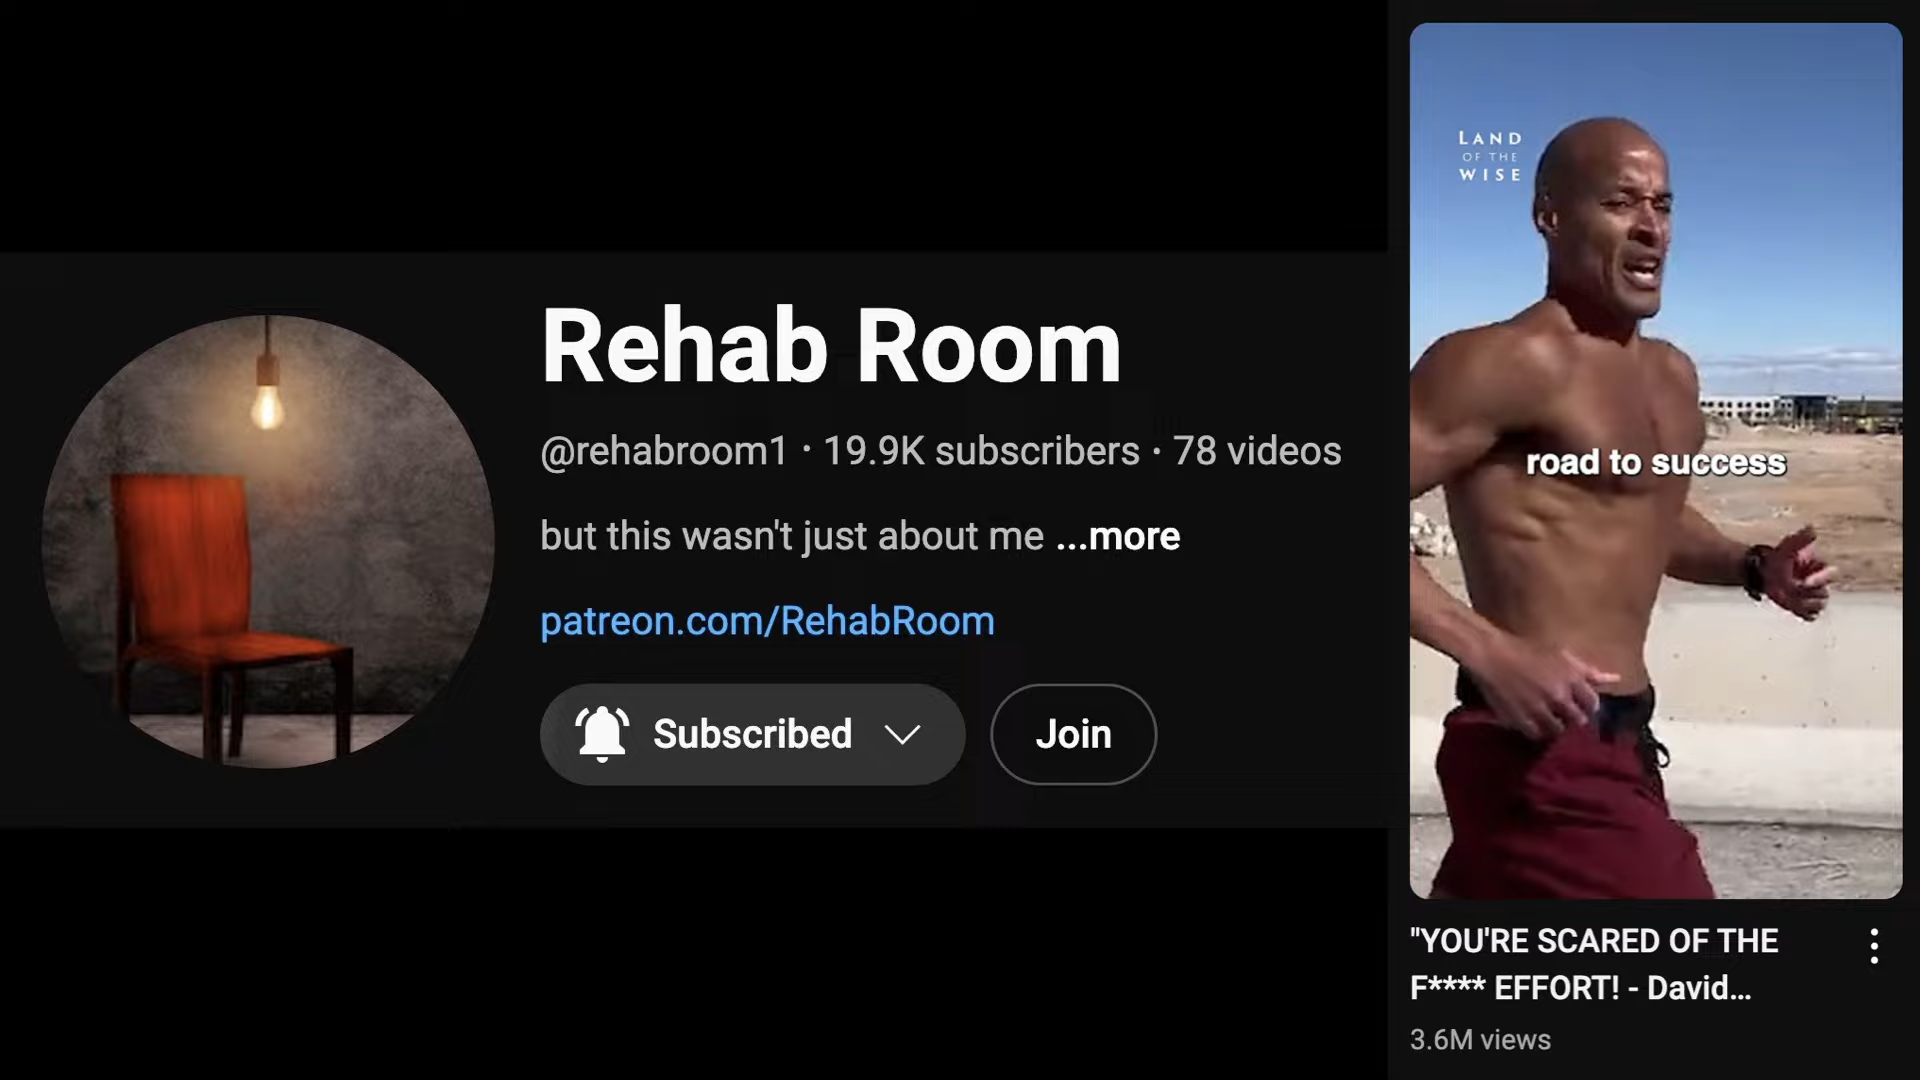 Rehab Room
@rehabroom1 · 19.9K subscribers · 78 videos
but this wasn't just about me ...more
patreon.com/RehabRoom
Subscribed
Join
LAND
OF THE
WISE
road to success
"YOU'RE SCARED OF THE
F**** EFFORT! - David...
3.6M views